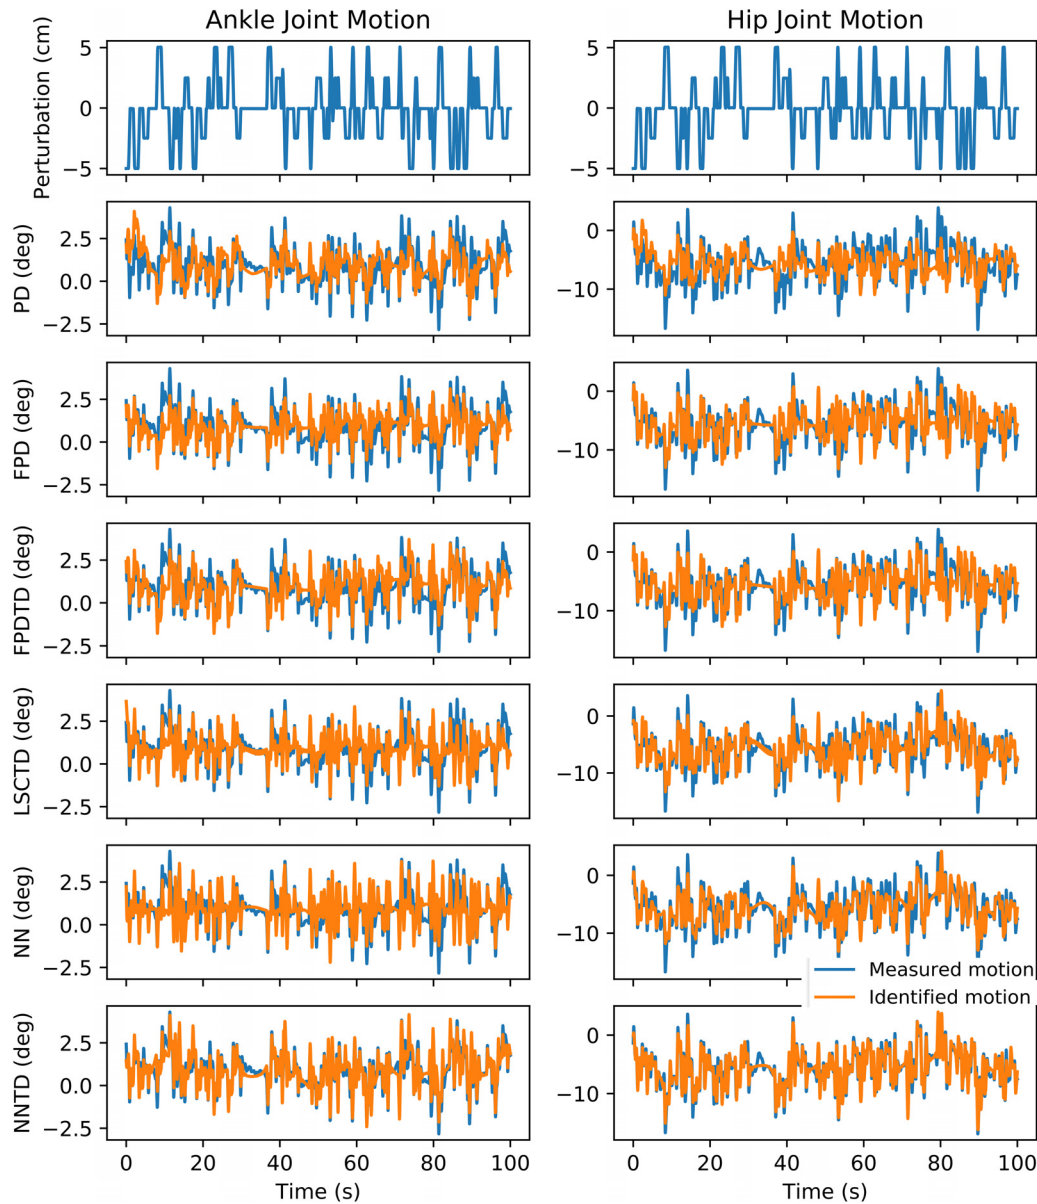 Ankle Joint Motion
Hip Joint Motion
Perturbation (cm)
5
0
−5
5
0
−5
PD (deg)
2.5
0.0
−2.5
0
−10
FPD (deg)
2.5
0.0
−2.5
0
−10
FPDTD (deg)
2.5
0.0
−2.5
0
−10
LSCTD (deg)
2.5
0.0
−2.5
0
−10
NN (deg)
2.5
0.0
−2.5
0
−10
Measured motion
Identified motion
NNTD (deg)
2.5
0.0
−2.5
0
−10
0 20 40 60 80 100
0 20 40 60 80 100
Time (s)
Time (s)